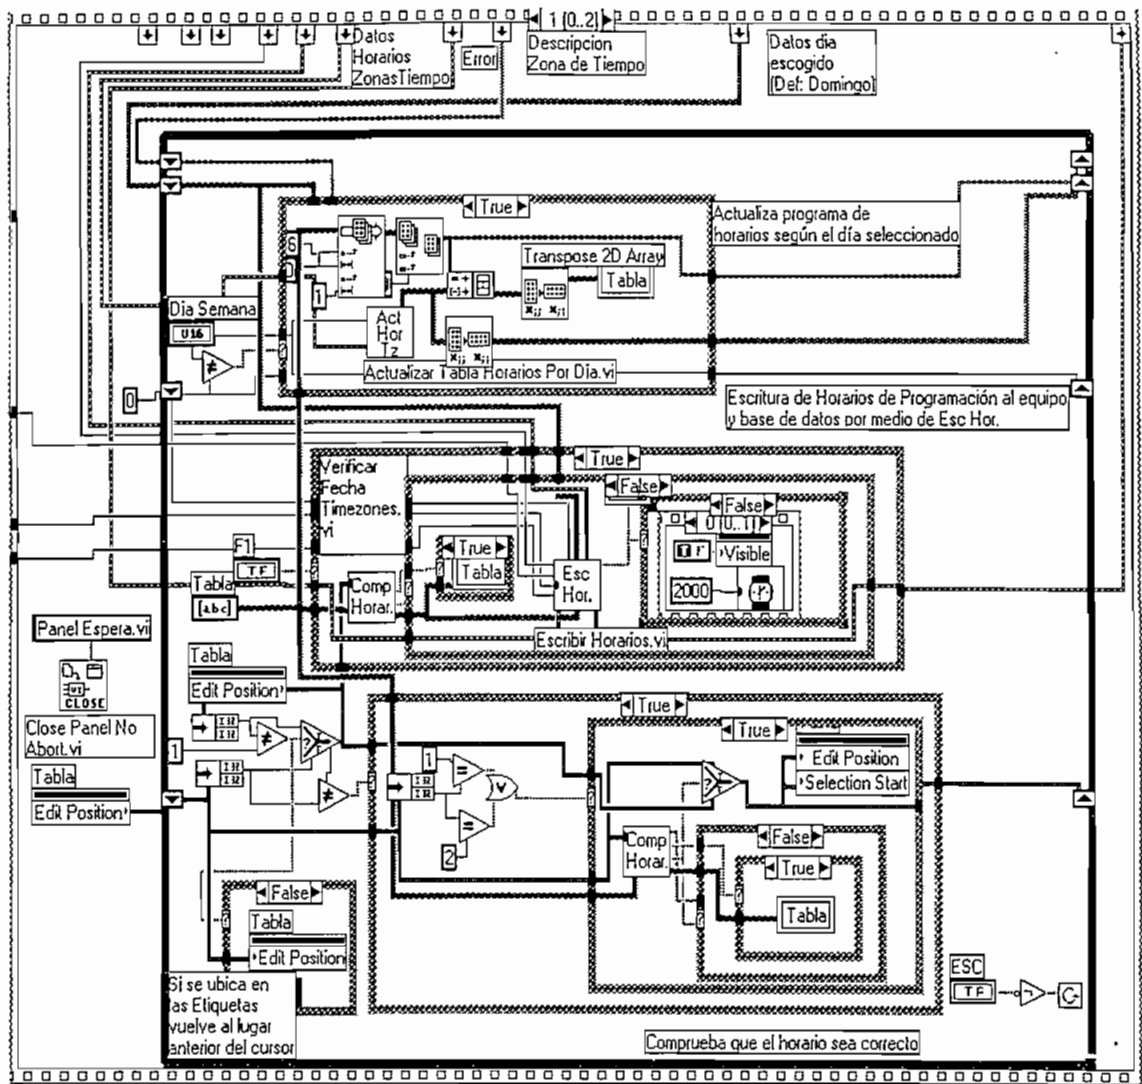 1 [0..2]
Datos
Horarios
ZonasTiempo
Error
Descripcion
Zona de Tiempo
Datos dia
escogido
(Def: Domingo)
True
Actualiza programa de
horarios según el día seleccionado
6
0
1
Transpose 2D Array
Tabla
Día Semana
U16
Act
Hor
Tz
Actualizar Tabla Horarios Por Día.vi
0
Escritura de Horarios de Programación al equipo
y base de datos por medio de Esc Hor.
True
Verificar
Fecha
Timezones.
vi
False
False
0 [0..1]
True
Tabla
T F
Visible
2000
F1
TF
Tabla
[abc]
Comp
Horar.
Esc
Hor.
Escribir Horarios.vi
Panel Espera.vi
CLOSE
Close Panel No
Abort.vi
Tabla
Edit Position
Tabla
Edit Position
1
True
True
1
2
Edit Position
Selection Start
Comp
Horar.
False
True
Tabla
False
Tabla
Edit Position
Si se ubica en
las Etiquetas
vuelve al lugar
anterior del cursor
ESC
TF
Comprueba que el horario sea correcto